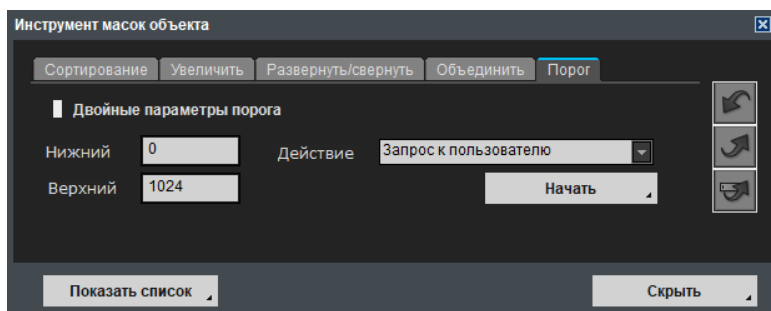 Инструмент масок объекта
Сортирование Увеличить Развернуть/свернуть Объединить Порог
Двойные параметры порога
Нижний 0 Действие Запрос к пользователю
Верхний 1024 Начать
Показать список Скрыть